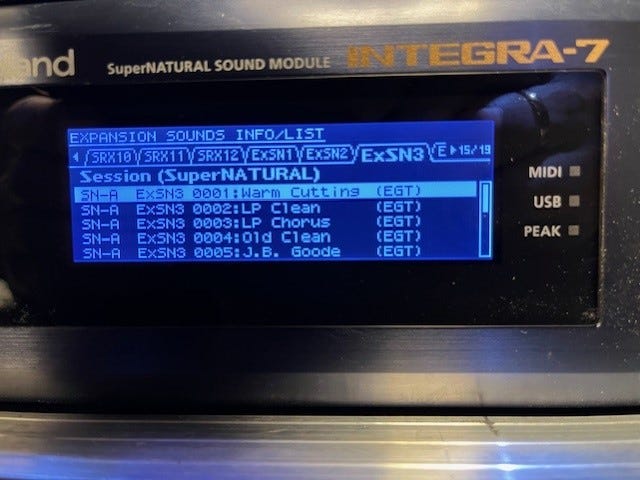 land SuperNATURAL SOUND MODULE INTEGRA-7
EXPANSION SOUNDS INFO/LIST
SRX10 SRX11 SRX12 ExSN1 ExSN2 ExSN3 E 15/19
Session (SuperNATURAL)
SN-A ExSN3 0001:Warm Cutting (EGT)
SN-A ExSN3 0002:LP Clean (EGT)
SN-A ExSN3 0003:LP Chorus (EGT)
SN-A ExSN3 0004:Old Clean (EGT)
SN-A ExSN3 0005:J.B. Goode (EGT)
MIDI
USB
PEAK